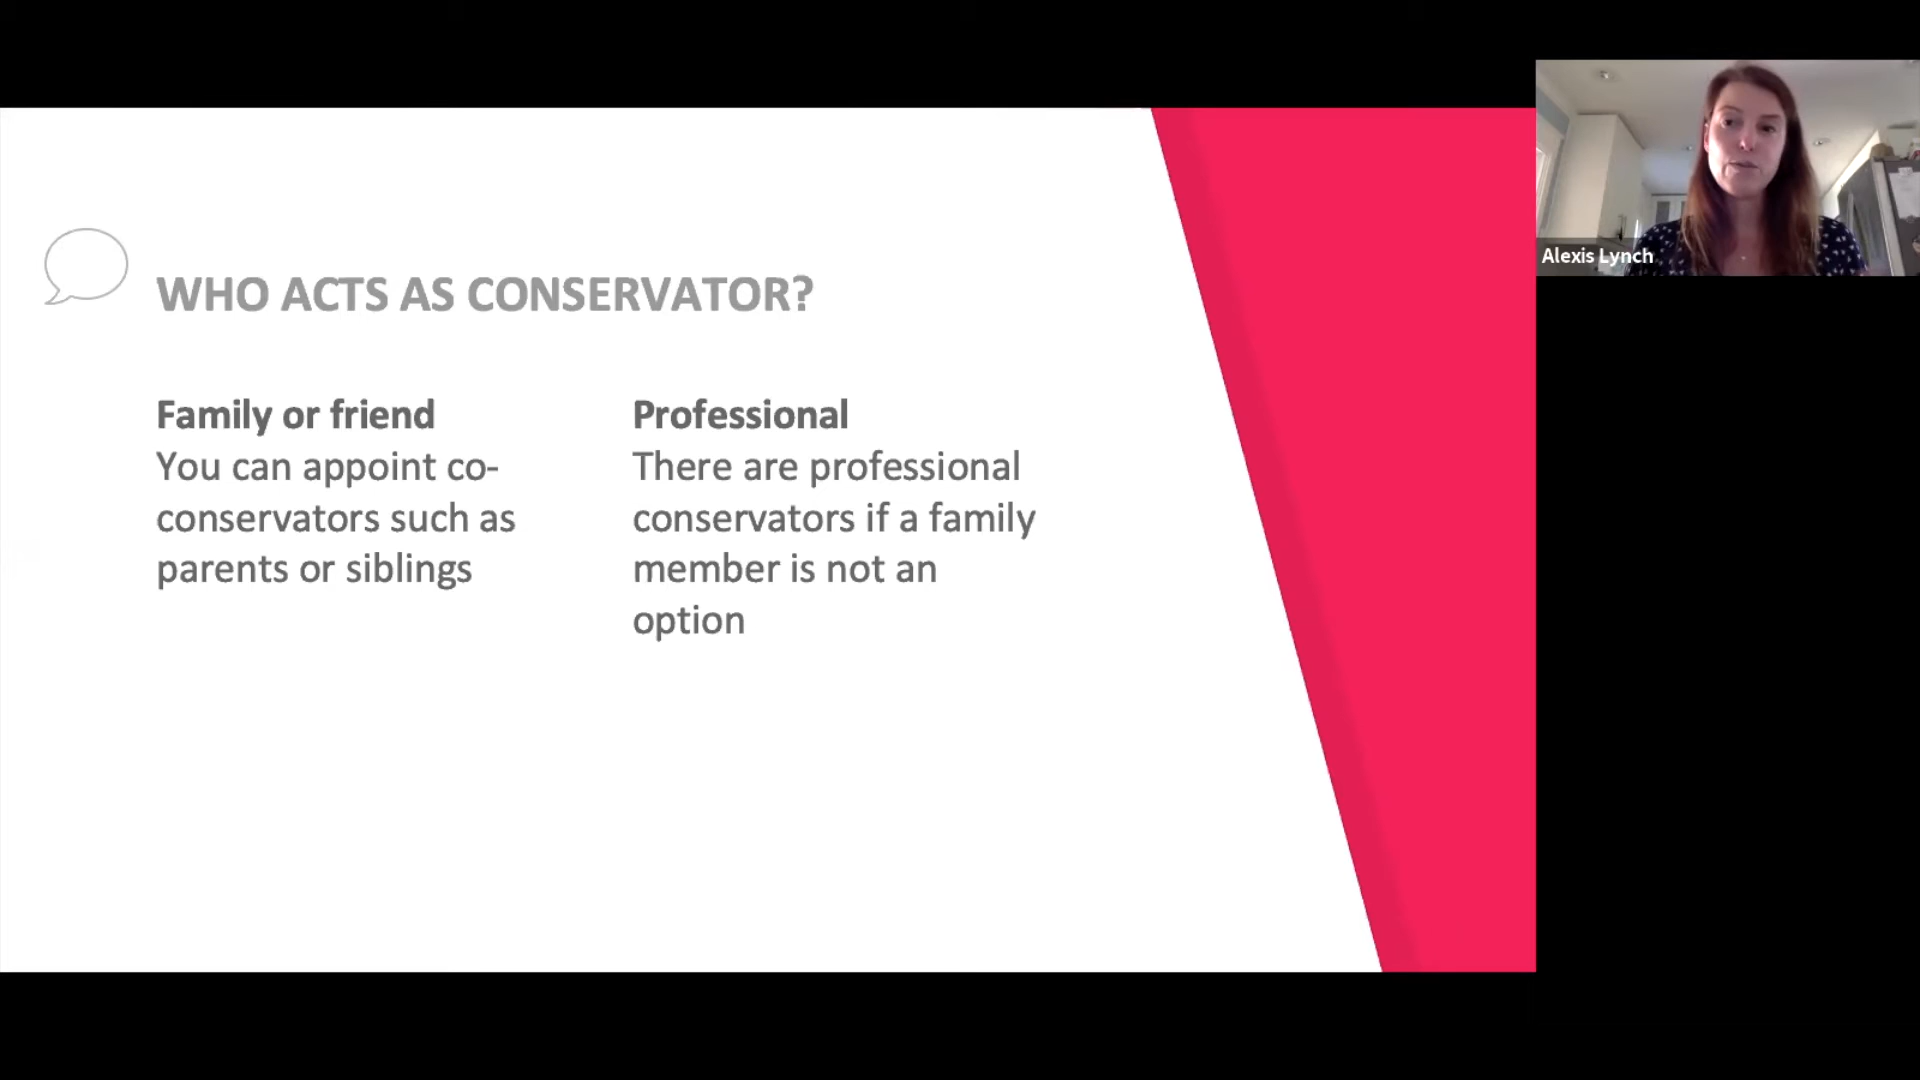 WHO ACTS AS CONSERVATOR?
Family or friend
You can appoint co-
conservators such as
parents or siblings
Professional
There are professional
conservators if a family
member is not an
option
Alexis Lynch